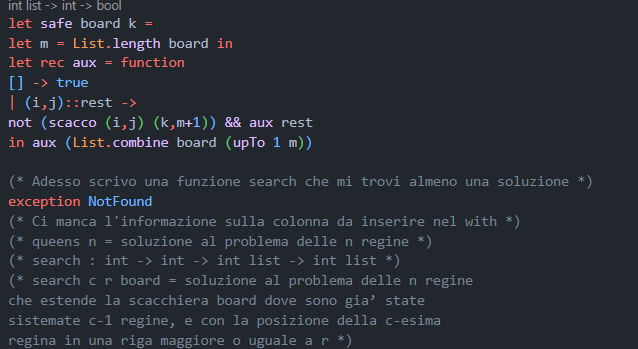 int list -> int -> bool
let safe board k =
let m = List.length board in
let rec aux = function
[] -> true
| (i,j)::rest ->
not (scacco (i,j) (k,m+1)) && aux rest
in aux (List.combine board (upTo 1 m))
(* Adesso scrivo una funzione search che mi trovi almeno una soluzione *)
exception NotFound
(* Ci manca l'informazione sulla colonna da inserire nel with *)
(* queens n = soluzione al problema delle n regine *)
(* search : int -> int -> int list -> int list *)
(* search c r board = soluzione al problema delle n regine
che estende la scacchiera board dove sono gia’ state
sistemate c-1 regine, e con la posizione della c-esima
regina in una riga maggiore o uguale a r *)